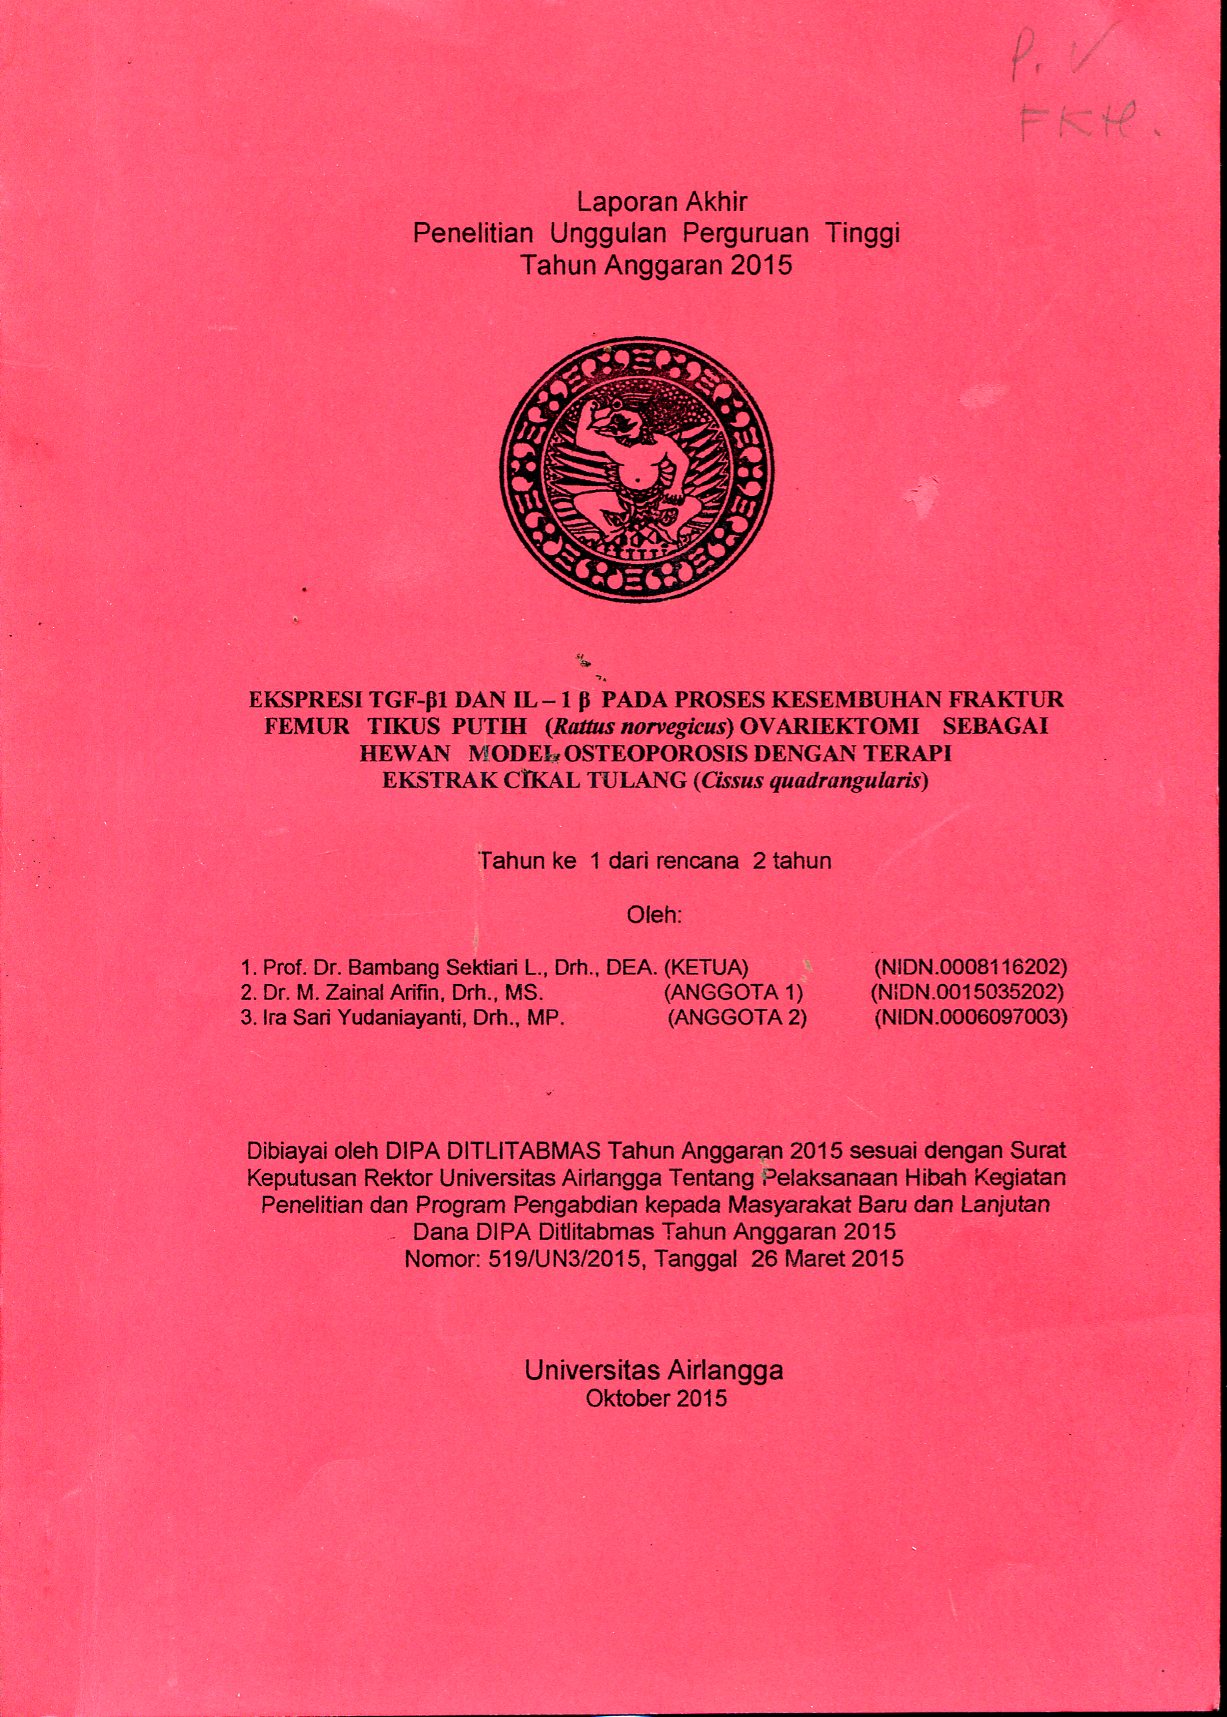 P. V
FKH.
Laporan Akhir
Penelitian Unggulan Perguruan Tinggi
Tahun Anggaran 2015
EKSPRESI TGF-β1 DAN IL – 1 β PADA PROSES KESEMBUHAN FRAKTUR
FEMUR TIKUS PUTIH (Rattus norvegicus) OVARIEKTOMI SEBAGAI
HEWAN MODEL OSTEOPOROSIS DENGAN TERAPI
EKSTRAK CIKAL TULANG (Cissus quadrangularis)
Tahun ke 1 dari rencana 2 tahun
Oleh:
1. Prof. Dr. Bambang Sektiari L., Drh., DEA. (KETUA) (NIDN.0008116202)
2. Dr. M. Zainal Arifin, Drh., MS. (ANGGOTA 1) (NIDN.0015035202)
3. Ira Sari Yudaniayanti, Drh., MP. (ANGGOTA 2) (NIDN.0006097003)
Dibiayai oleh DIPA DITLITABMAS Tahun Anggaran 2015 sesuai dengan Surat
Keputusan Rektor Universitas Airlangga Tentang Pelaksanaan Hibah Kegiatan
Penelitian dan Program Pengabdian kepada Masyarakat Baru dan Lanjutan
Dana DIPA Ditlitabmas Tahun Anggaran 2015
Nomor: 519/UN3/2015, Tanggal 26 Maret 2015
Universitas Airlangga
Oktober 2015